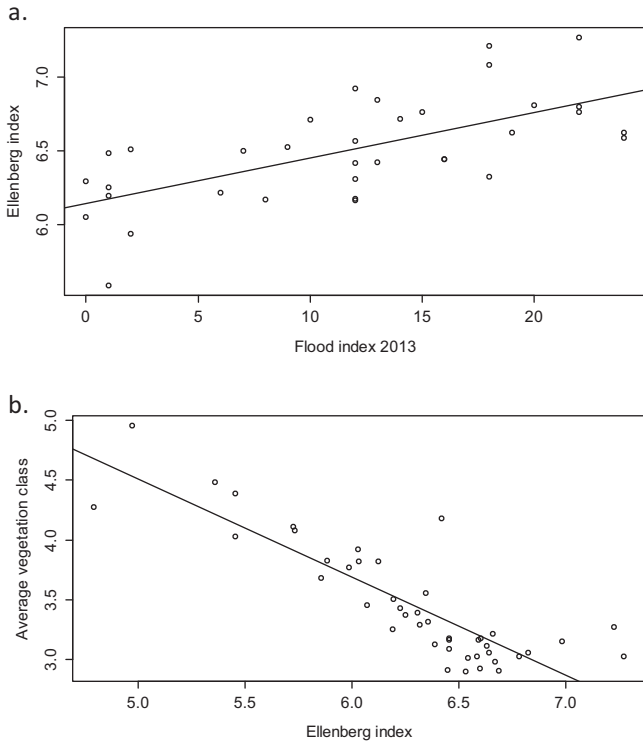 a.
Ellenberg index
7.0
6.5
6.0
0 5 10 15 20
Flood index 2013
b.
Average vegetation class
5.0
4.5
4.0
3.5
3.0
5.0 5.5 6.0 6.5 7.0
Ellenberg index